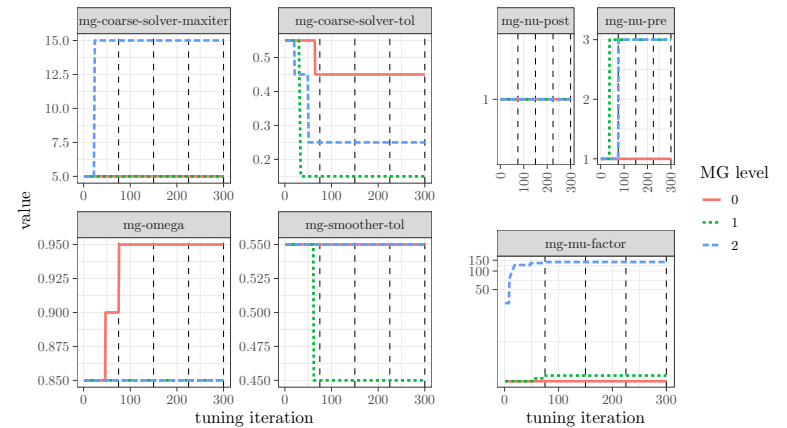 mg-coarse-solver-maxiter
mg-coarse-solver-tol
mg-nu-post
mg-nu-pre
15.0
12.5
10.0
7.5
5.0
0 100 200 300
0.5
0.4
0.3
0.2
0 100 200 300
1
0 100 200 300
3
2
1
0 100 200 300
value
mg-omega
mg-smoother-tol
mg-mu-factor
0.950
0.925
0.900
0.875
0.850
0 100 200 300
0.550
0.525
0.500
0.475
0.450
0 100 200 300
150
100
50
0 100 200 300
tuning iteration
tuning iteration
MG level
0
1
2